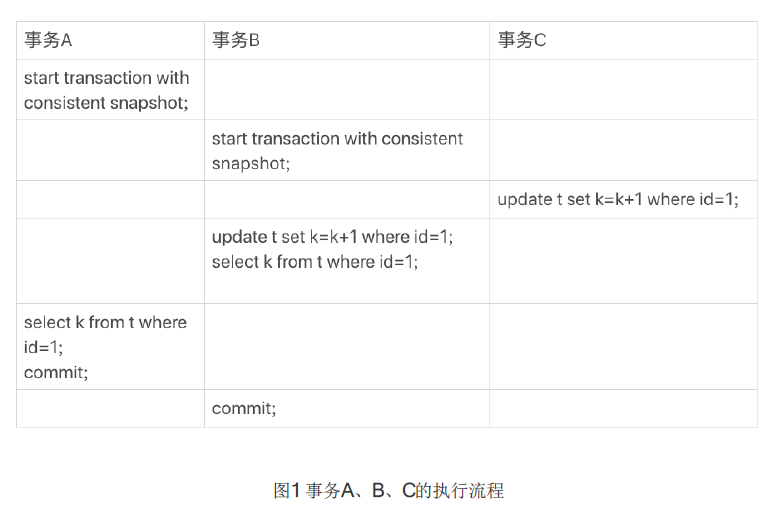 事务A 事务B 事务C
start transaction with
consistent snapshot;
start transaction with consistent
snapshot;
update t set k=k+1 where id=1;
update t set k=k+1 where id=1;
select k from t where id=1;
select k from t where
id=1;
commit;
commit;
图1 事务A、B、C的执行流程